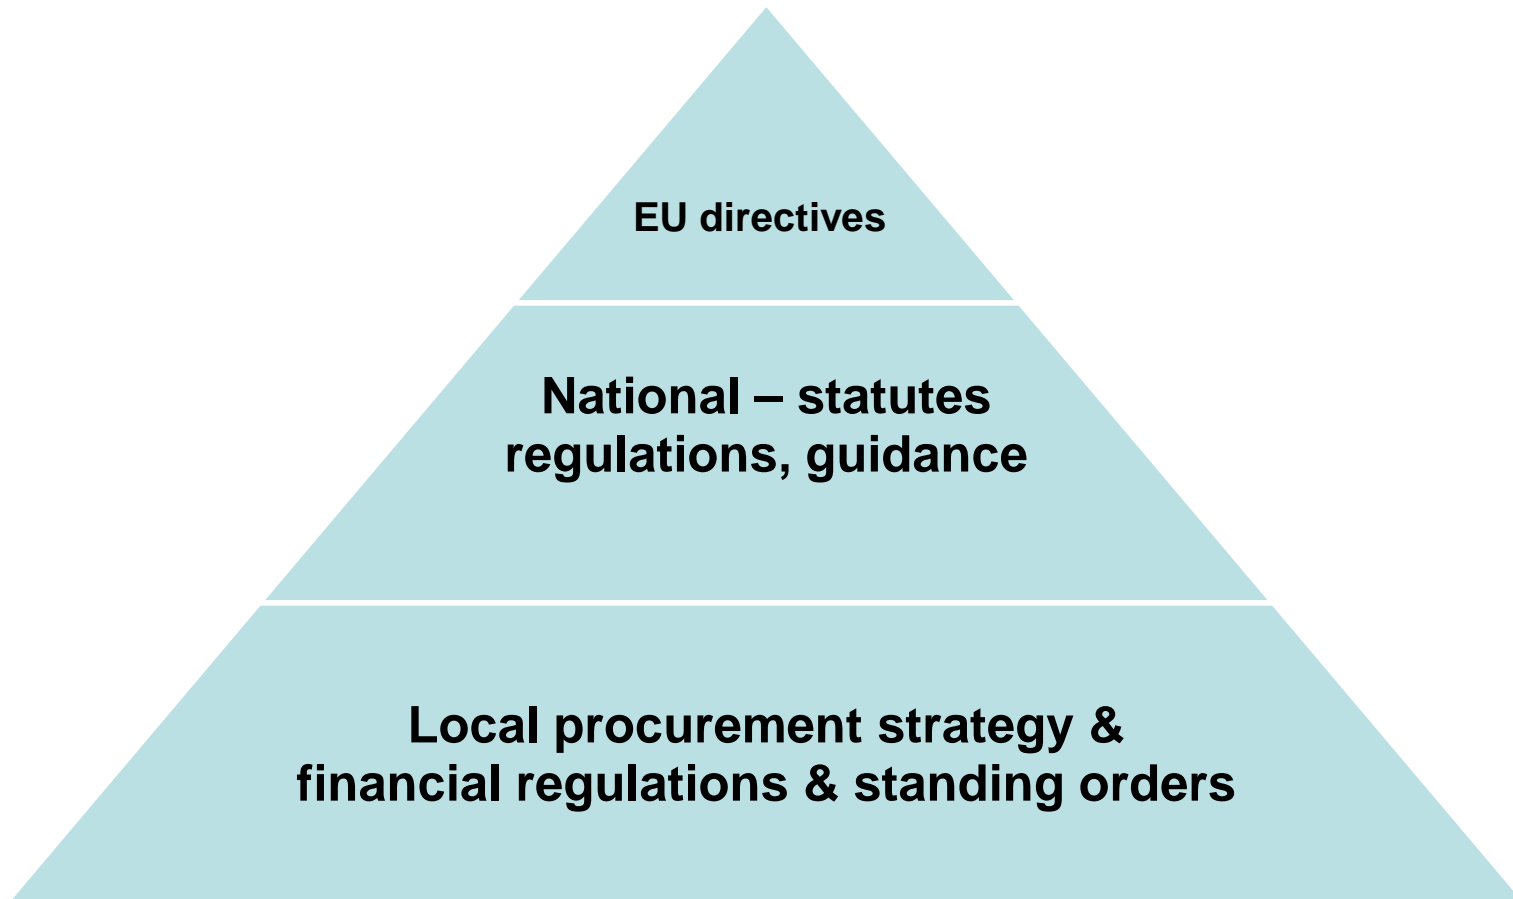 EU directives
National – statutes
regulations, guidance
Local procurement strategy &
financial regulations & standing orders